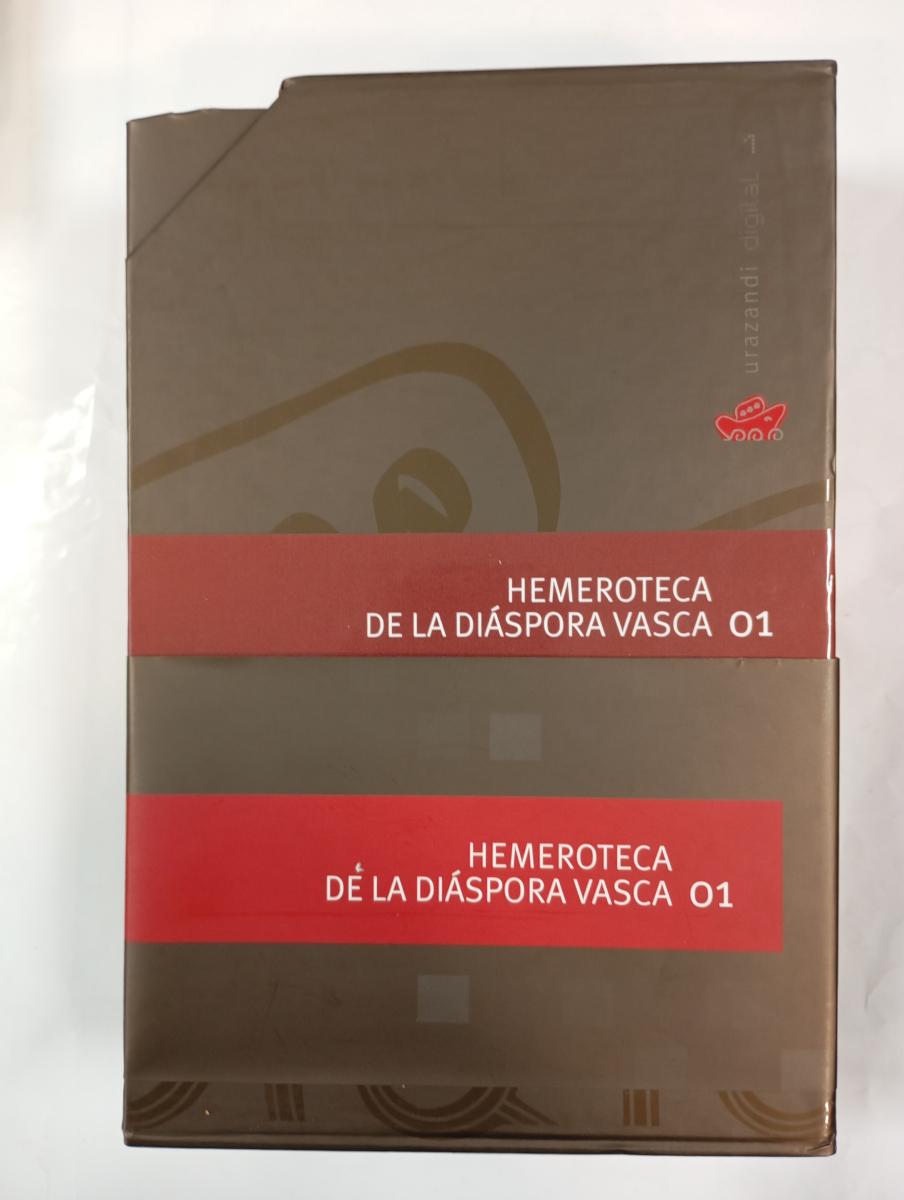 urazandi digital 1
HEMEROTECA
DE LA DIÁSPORA VASCA 01
HEMEROTECA
DE LA DIÁSPORA VASCA 01